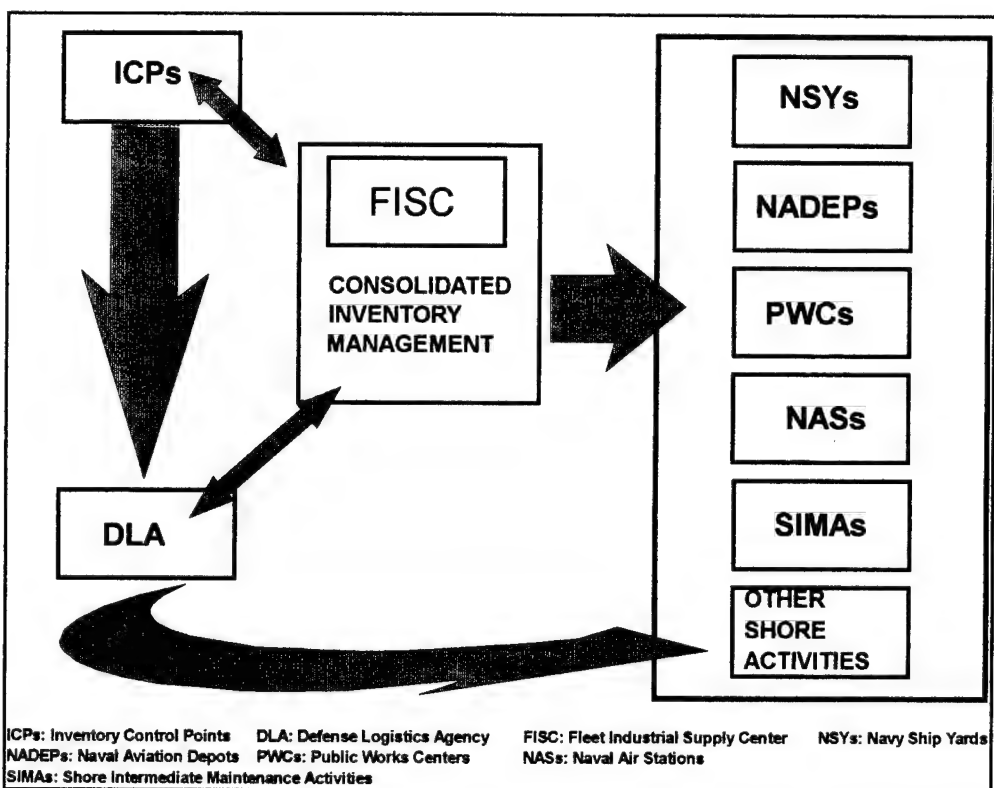 ICPs
FISC
CONSOLIDATED
INVENTORY
MANAGEMENT
DLA
NSYs
NADEPs
PWCs
NASs
SIMAs
OTHER
SHORE
ACTIVITIES
ICPs: Inventory Control Points DLA: Defense Logistics Agency FISC: Fleet Industrial Supply Center NSYs: Navy Ship Yards
NADEPs: Naval Aviation Depots PWCs: Public Works Centers NASs: Naval Air Stations
SIMAs: Shore Intermediate Maintenance Activities